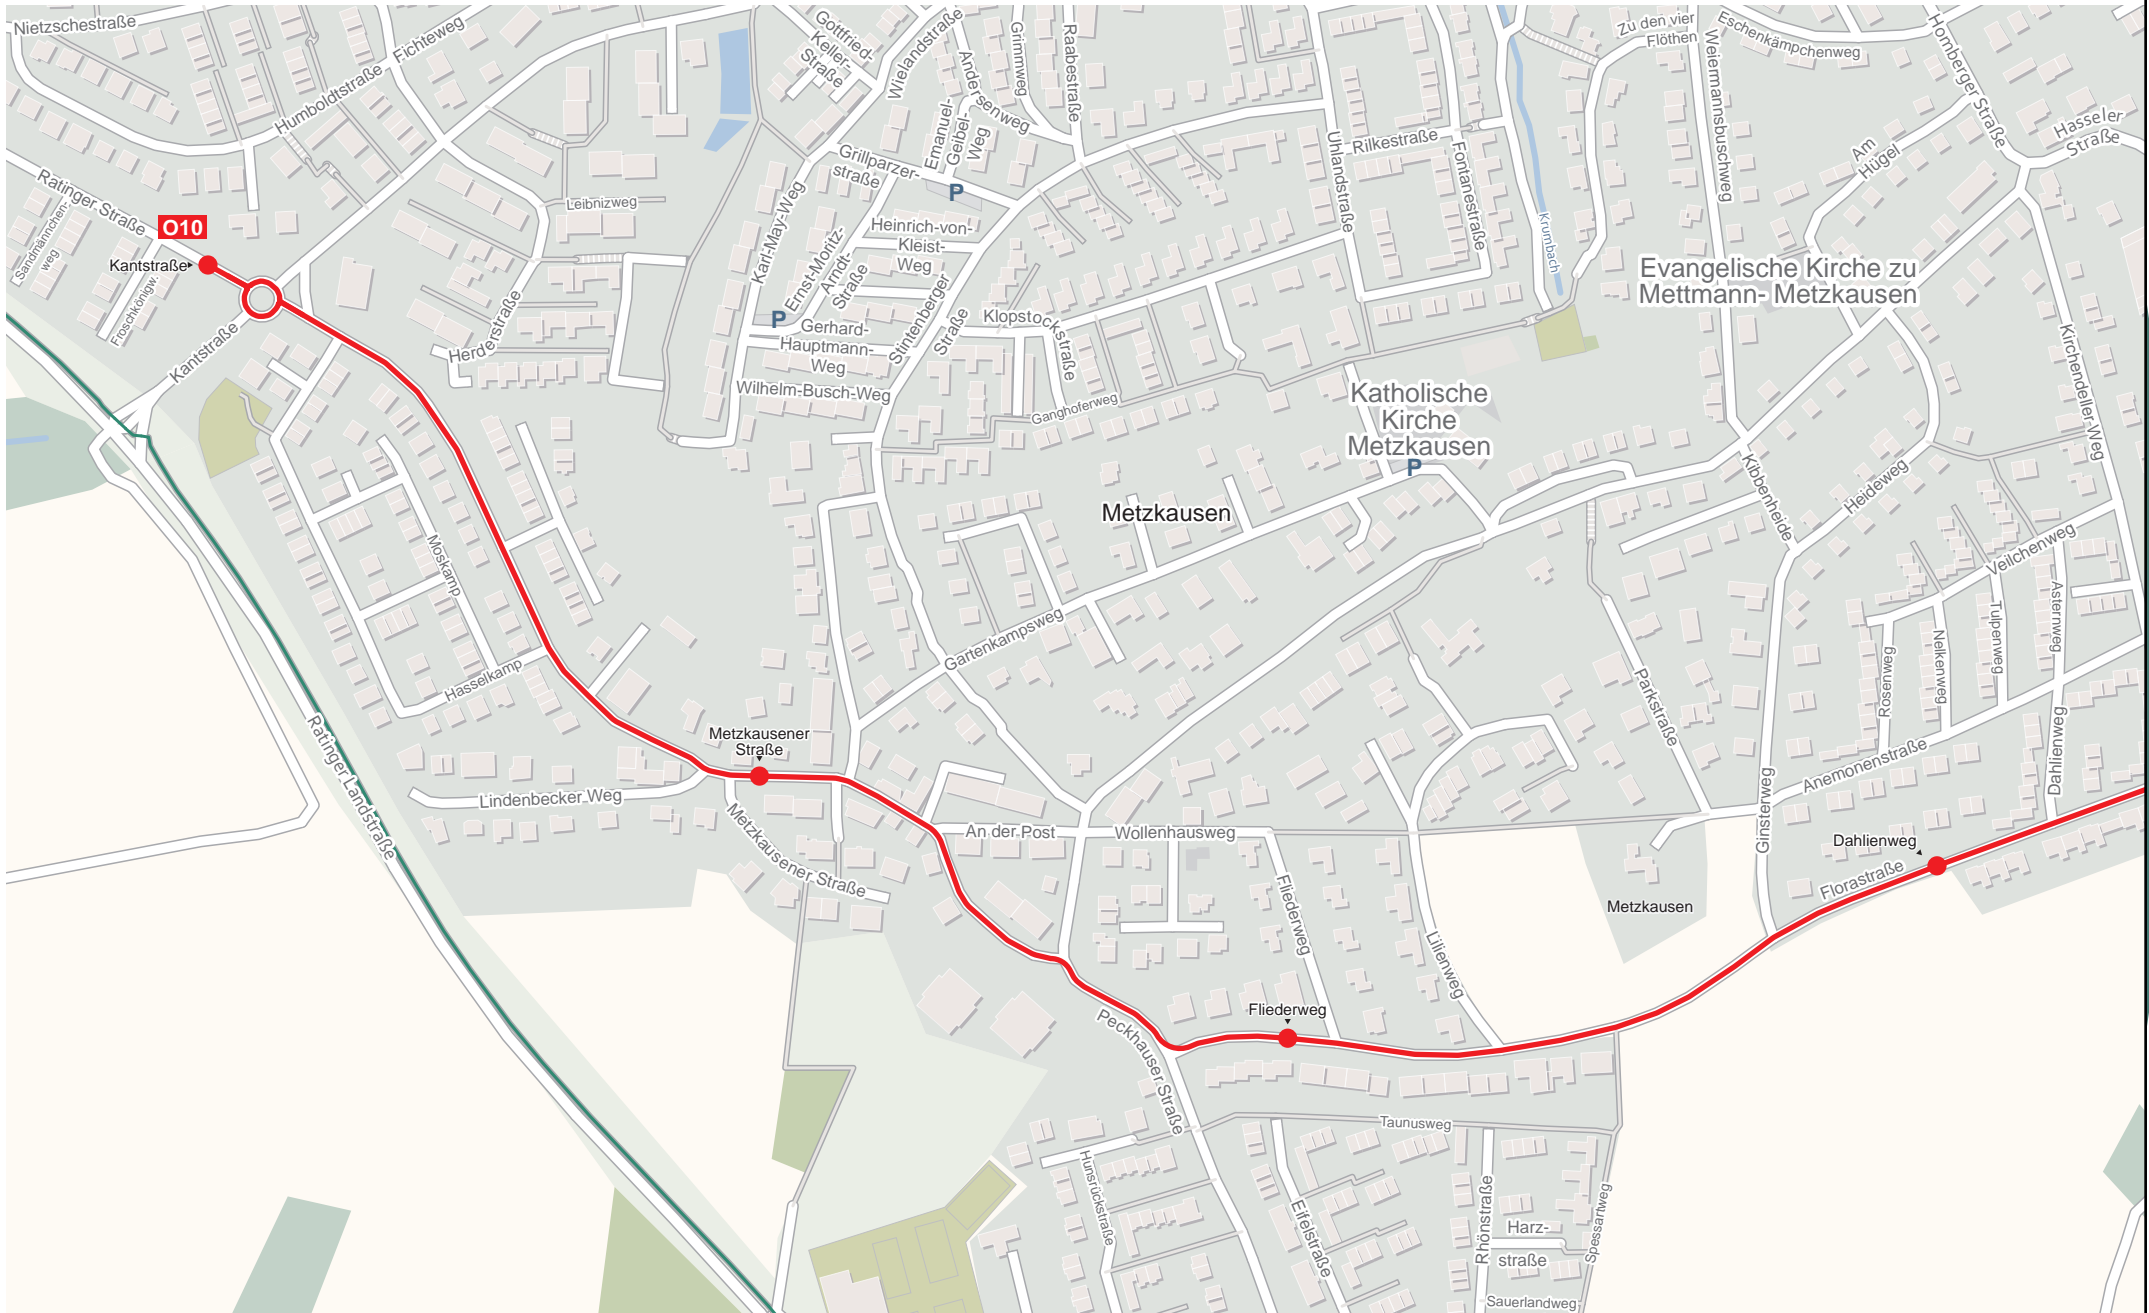 Nietzschestraße
Fichteweg
Humboldtstraße
Gottfried-
Keller-
Straße
Wielandstraße
Andersenweg
Grimmweg
Raabestraße
Zu den vier
Flöthen
Eschenkämpchenweg
Weiermannsbuschweg
Homberger Straße
Hasseler
Straße
Am
Hügel
Ratinger Straße
Sandmännchen-
weg
O10
Kantstraße
Froschkönigw.
Kantstraße
Leibnizweg
Herderstraße
Grillparzer-
straße
Emanuel-
Geibel-
Weg
P
Karl-May-Weg
Ernst-Moritz-
Arndt-
Straße
Heinrich-von-
Kleist-
Weg
P
Gerhard-
Hauptmann-
Weg
Wilhelm-Busch-Weg
Stintenberger
Straße
Klopstockstraße
Ganghoferweg
Uhlandstraße
Rilkestraße
Fontanestraße
Krumbach
Evangelische Kirche zu
Mettmann- Metzkausen
Kirchendeller-Weg
Katholische
Kirche
Metzkausen
P
Metzkausen
Kibbenheide
Heideweg
Veilchenweg
Asternweg
Tulpenweg
Nelkenweg
Rosenweg
Moskamp
Hasselkamp
Gartenkampsweg
Parkstraße
Anemonenstraße
Dahlienweg
Ginsterweg
Ratinger Landstraße
Metzkausener
Straße
Lindenbecker Weg
Metzkausener Straße
An der Post
Wollenhausweg
Fliederweg
Lilienweg
Metzkausen
Dahlienweg
Florastraße
Fliederweg
Peckhauser Straße
Taunusweg
Hunsrückstraße
Eifelstraße
Rhönstraße
Harz-
straße
Spessartweg
Sauerlandweg